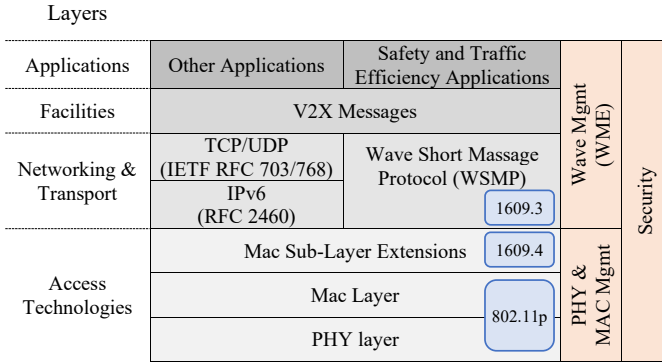 Layers
Applications
Other Applications
Safety and Traffic
Efficiency Applications
Facilities
V2X Messages
Networking &
Transport
TCP/UDP
(IETF RFC 703/768)
IPv6
(RFC 2460)
Wave Short Massage
Protocol (WSMP)
1609.3
Access
Technologies
Mac Sub-Layer Extensions
1609.4
Mac Layer
802.11p
PHY layer
Wave Mgmt
(WME)
PHY &
MAC Mgmt
Security